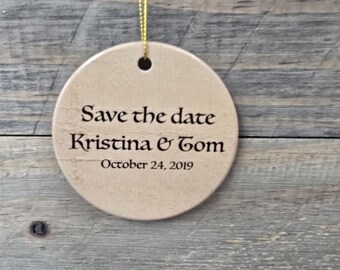 Save the date
Kristina & Tom
October 24, 2019